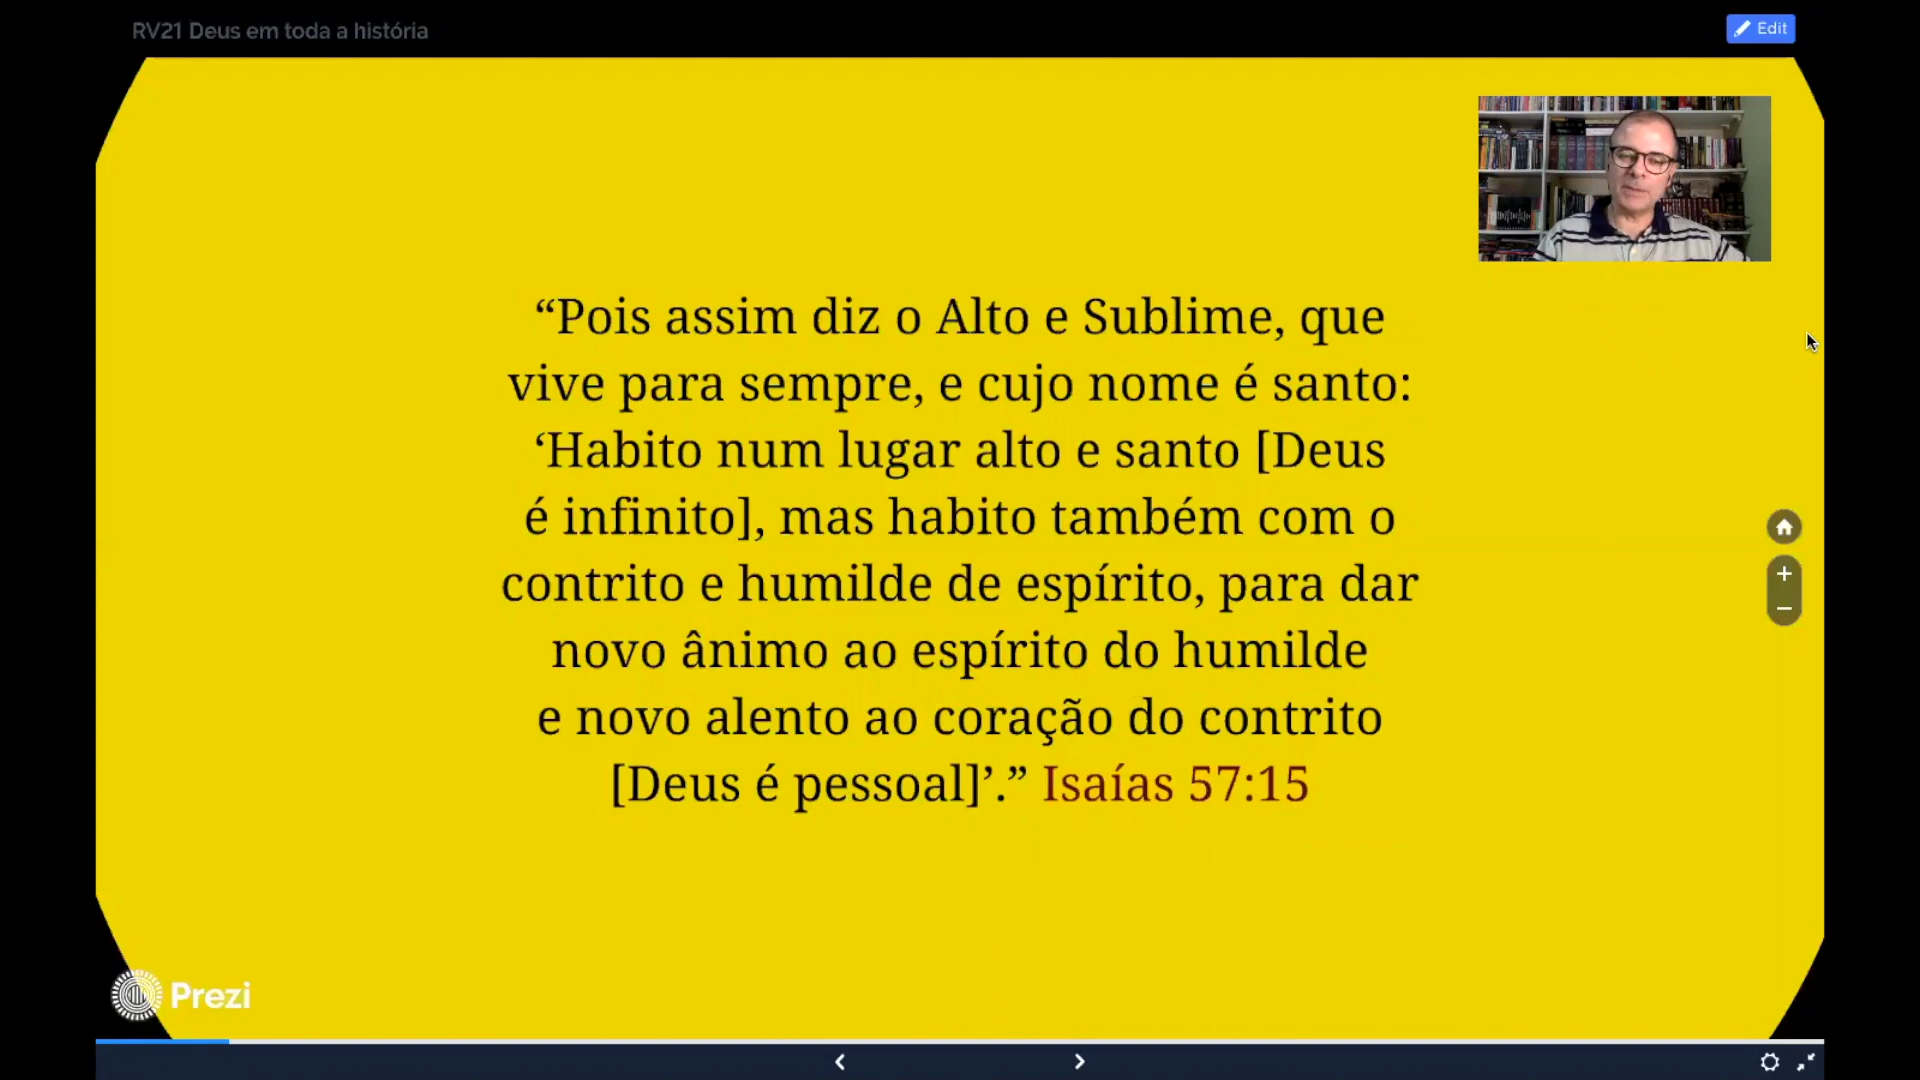 RV21 Deus em toda a história
Edit
“Pois assim diz o Alto e Sublime, que
vive para sempre, e cujo nome é santo:
‘Habito num lugar alto e santo [Deus
é infinito], mas habito também com o
contrito e humilde de espírito, para dar
novo ânimo ao espírito do humilde
e novo alento ao coração do contrito
[Deus é pessoal]’.” Isaías 57:15
Prezi